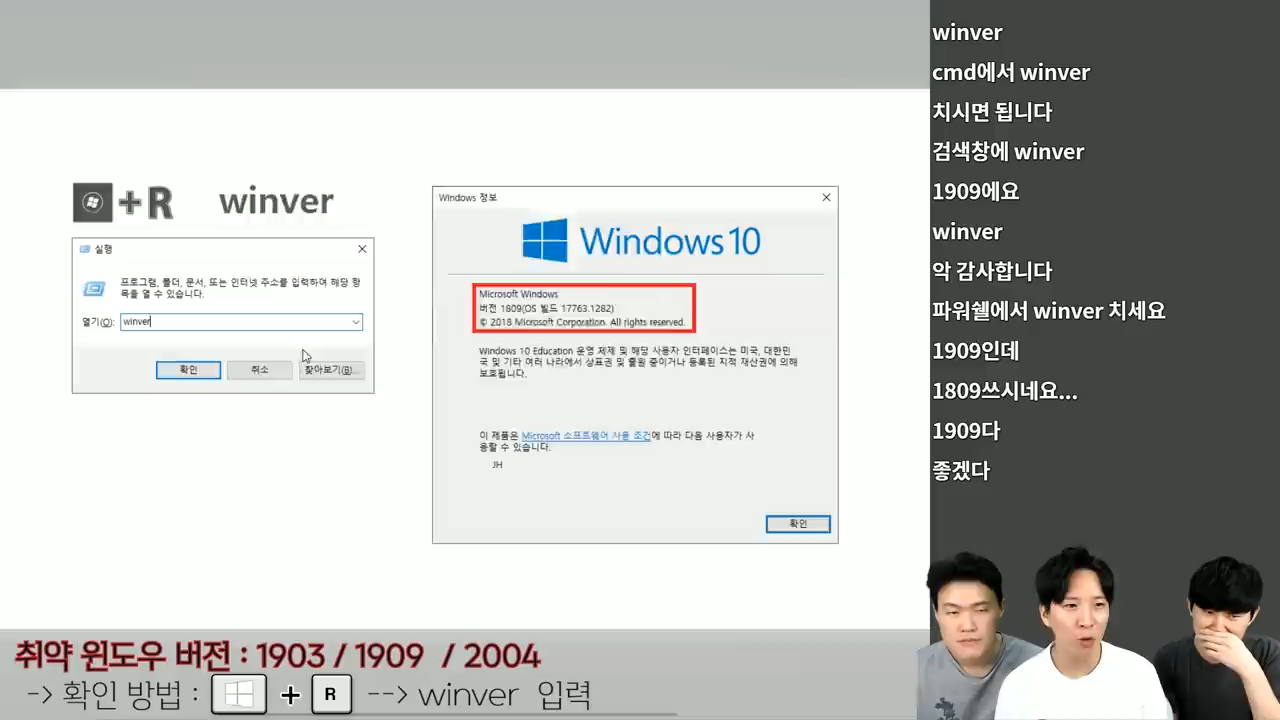 +R winver
실행
프로그램, 폴더, 문서, 또는 인터넷 주소를 입력하여 해당 항
목을 열 수 있습니다.
열기(O): winver
확인 취소 찾아보기(B)...
Windows 정보
Windows 10
Microsoft Windows
버전 1809(OS 빌드 17763.1282)
© 2018 Microsoft Corporation. All rights reserved.
Windows 10 Education 운영 체제 및 해당 사용자 인터페이스는 미국, 대한민
국 및 기타 여러 나라에서 상표권 및 출원 중이거나 등록된 지적 재산권에 의해
보호됩니다.
이 제품은 Microsoft 소프트웨어 사용 조건에 따라 다음 사용자가 사
용할 수 있습니다.
JH
확인
winver
cmd에서 winver
치시면 됩니다
검색창에 winver
1909에요
winver
악 감사합니다
파워쉘에서 winver 치세요
1909인데
1809쓰시네요...
1909다
좋겠다
취약 윈도우 버전 : 1903 / 1909 / 2004
-> 확인 방법 : + R --> winver 입력